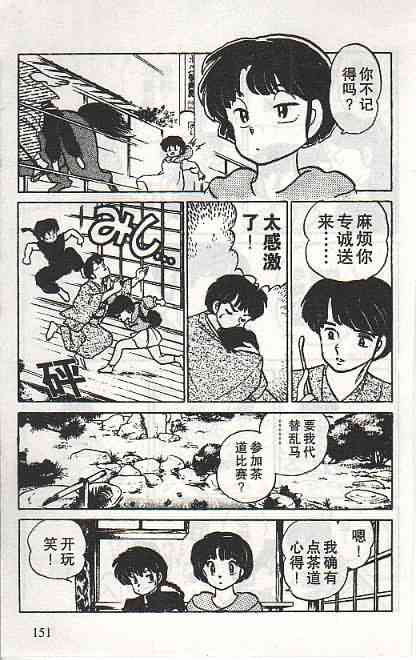 你不记
得吗？
麻烦你
专诚送
来……
太感激
了！
みし…
砰
要我代
替乱马
……
参加茶
道比赛？
嗯！
我确有
点茶道
心得！
开玩
笑！
151